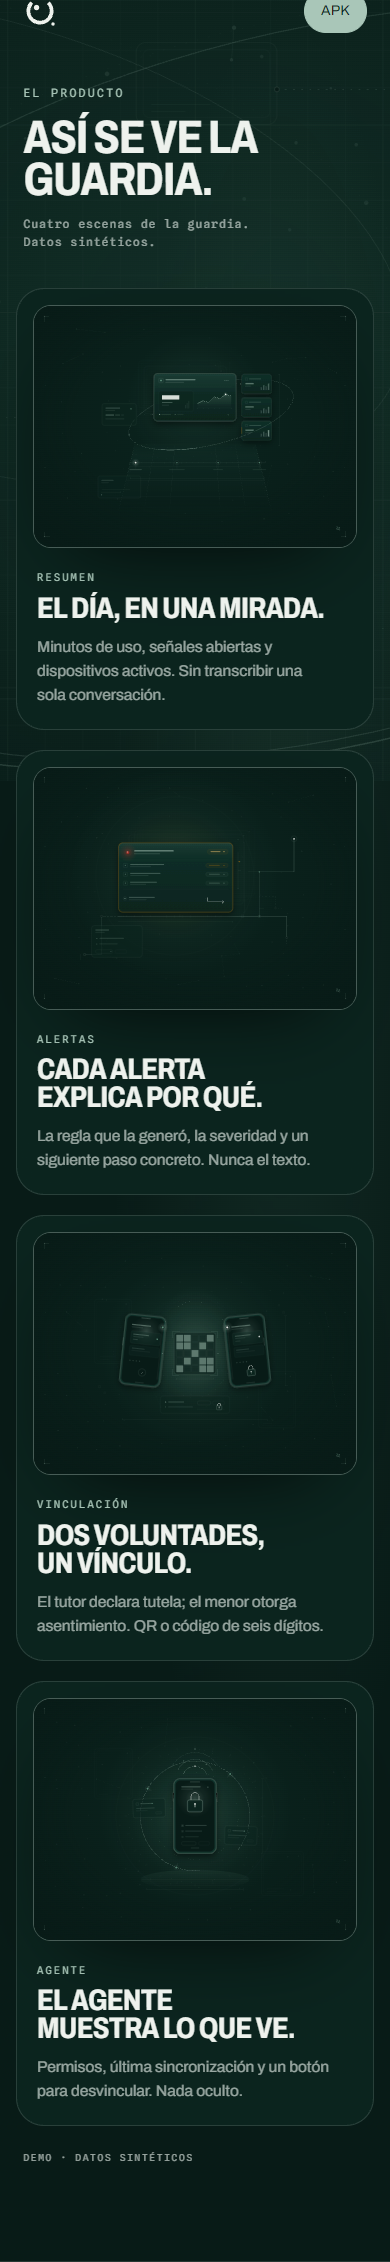 APK
EL PRODUCTO
ASÍ SE VE LA
GUARDIA.
Cuatro escenas de la guardia.
Datos sintéticos.
RESUMEN
EL DÍA, EN UNA MIRADA.
Minutos de uso, señales abiertas y
dispositivos activos. Sin transcribir una
sola conversación.
ALERTAS
CADA ALERTA
EXPLICA POR QUÉ.
La regla que la generó, la severidad y un
siguiente paso concreto. Nunca el texto.
VINCULACIÓN
DOS VOLUNTADES,
UN VÍNCULO.
El tutor declara tutela; el menor otorga
asentimiento. QR o código de seis dígitos.
AGENTE
EL AGENTE
MUESTRA LO QUE VE.
Permisos, última sincronización y un botón
para desvincular. Nada oculto.
DEMO · DATOS SINTÉTICOS